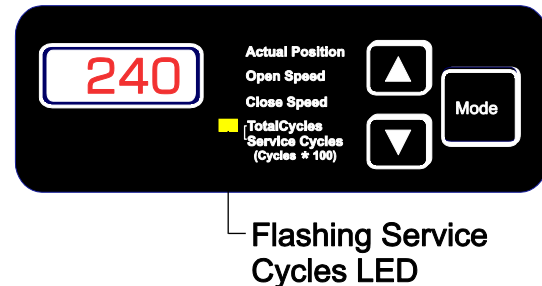 240
Actual Position
Open Speed
Close Speed
TotalCycles
Service Cycles
(Cycles * 100)
Mode
Flashing Service
Cycles LED